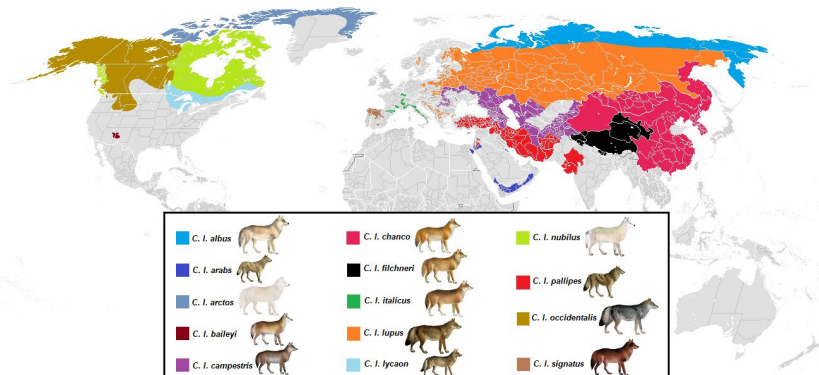 C. l. albus
C. l. arabs
C. l. arctos
C. l. baileyi
C. l. campestris
C. l. chanco
C. l. filchneri
C. l. italicus
C. l. lupus
C. l. lycaon
C. l. nubilus
C. l. pallipes
C. l. occidentalis
C. l. signatus